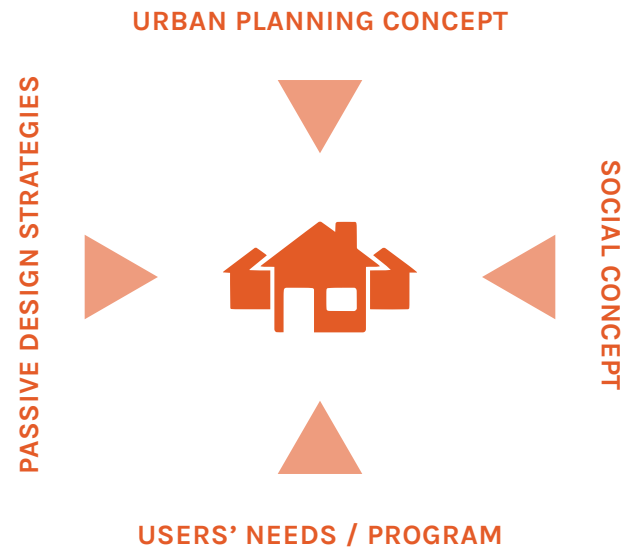 URBAN PLANNING CONCEPT
PASSIVE DESIGN STRATEGIES
SOCIAL CONCEPT
USERS’ NEEDS / PROGRAM